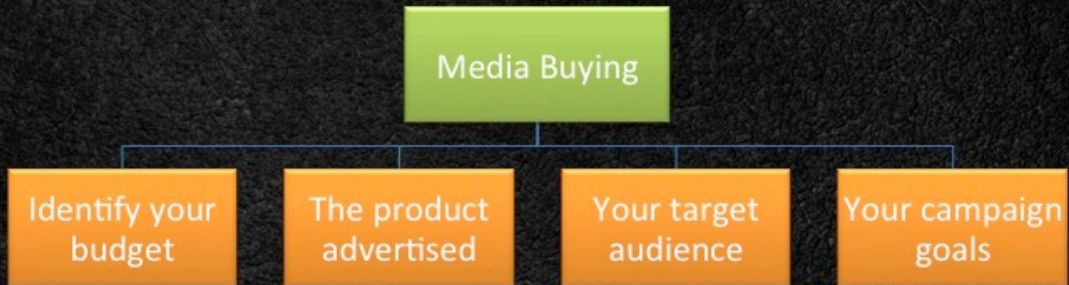 Media Buying
Identify your
budget
The product
advertised
Your target
audience
Your campaign
goals